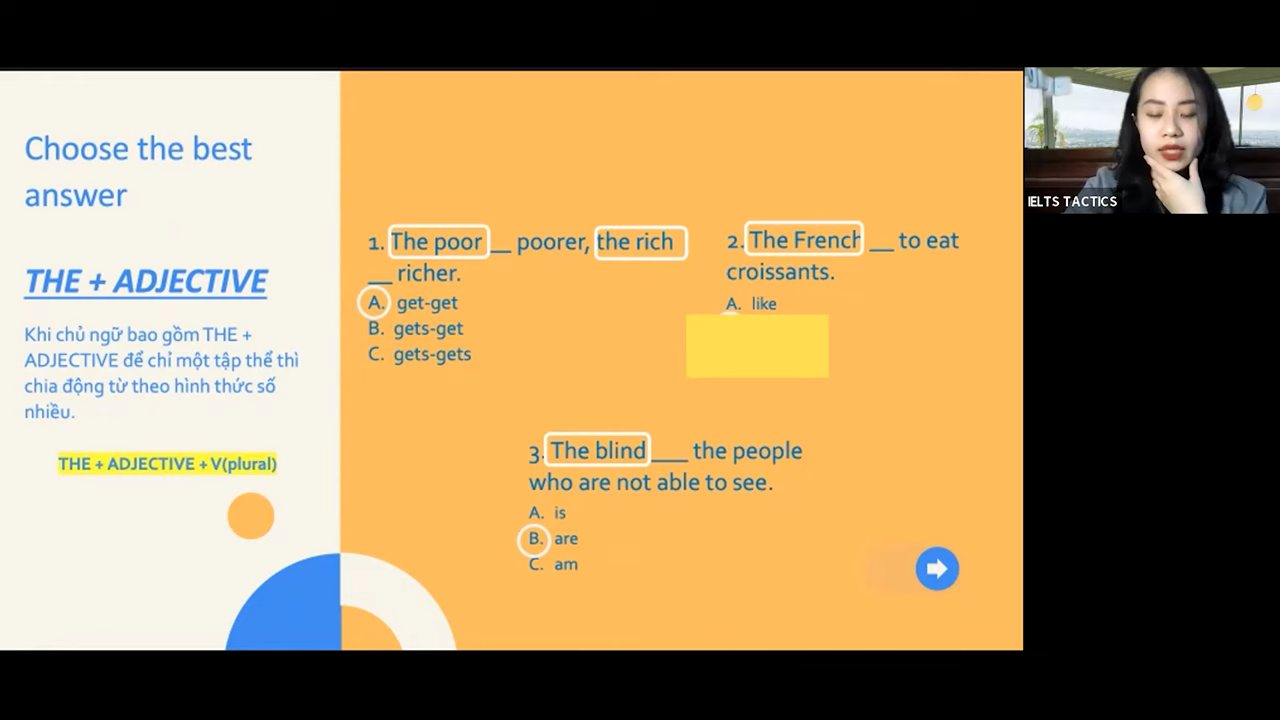 Choose the best
answer
THE + ADJECTIVE
Khi chủ ngữ bao gồm THE +
ADJECTIVE để chỉ một tập thể thì
chia động từ theo hình thức số
nhiều.
THE + ADJECTIVE + V(plural)
1. The poor __ poorer, the rich
__ richer.
A. get-get
B. gets-get
C. gets-gets
2. The French __ to eat
croissants.
A. like
3. The blind ___ the people
who are not able to see.
A. is
B. are
C. am
IELTS TACTICS